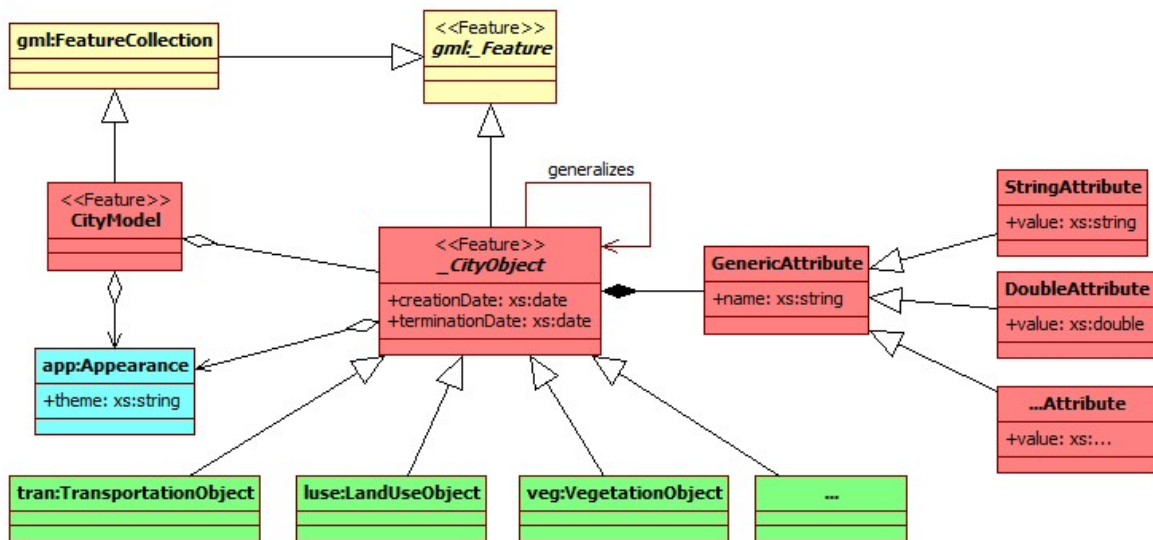 gml:FeatureCollection
<<Feature>>
gml:_Feature
generalizes
<<Feature>>
CityModel
<<Feature>>
_CityObject
+creationDate: xs:date
+terminationDate: xs:date
GenericAttribute
+name: xs:string
StringAttribute
+value: xs:string
DoubleAttribute
+value: xs:double
...Attribute
+value: xs:...
app:Appearance
+theme: xs:string
tran:TransportationObject
luse:LandUseObject
veg:VegetationObject
...